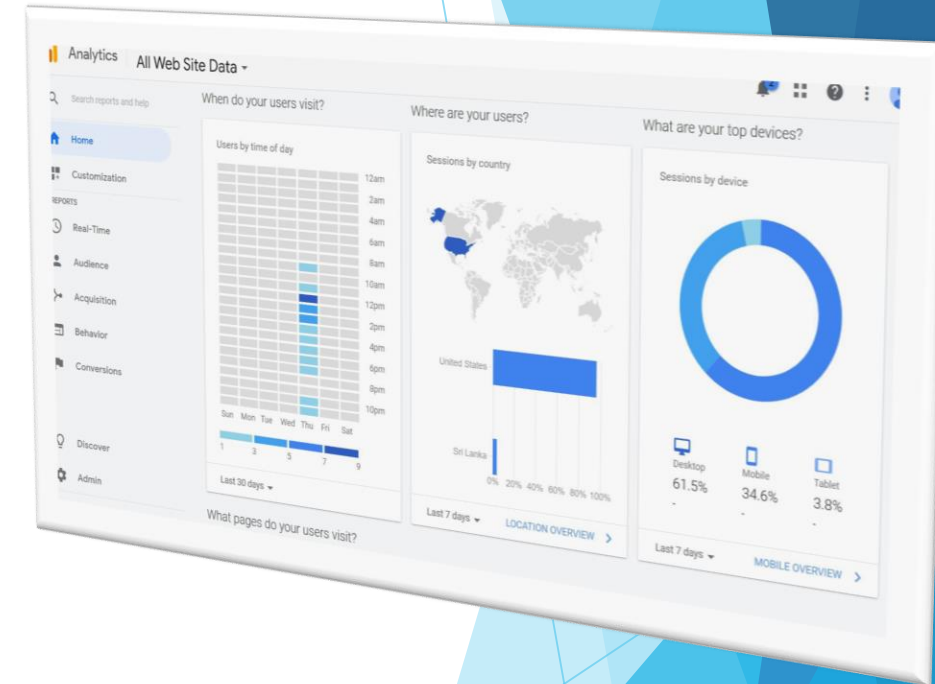 Analytics
All Web Site Data
Search reports and help
Home
Customization
REPORTS
Real-Time
Audience
Acquisition
Behavior
Conversions
Discover
Admin
When do your users visit?
Users by time of day
12am
2am
4am
6am
8am
10am
12pm
2pm
4pm
6pm
8pm
10pm
Sun Mon Tue Wed Thu Fri Sat
1 3 5 7 9
Last 30 days
What pages do your users visit?
Where are your users?
Sessions by country
United States
Sri Lanka
0% 20% 40% 60% 80% 100%
Last 7 days
LOCATION OVERVIEW
What are your top devices?
Sessions by device
Desktop Mobile Tablet
61.5% 34.6% 3.8%
- - -
Last 7 days
MOBILE OVERVIEW